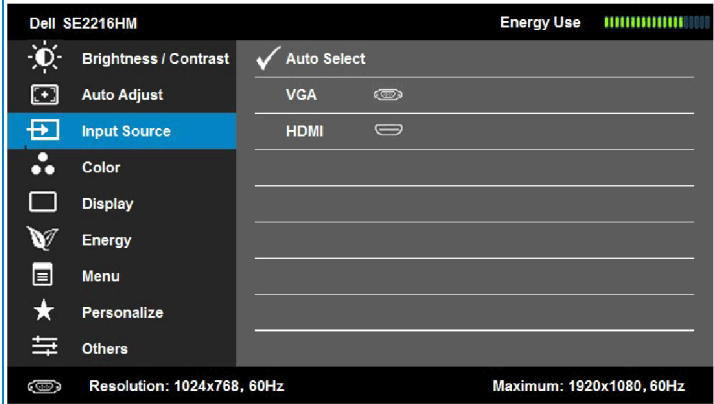 Dell SE2216HM Energy Use
Brightness / Contrast Auto Select
Auto Adjust VGA
Input Source HDMI
Color
Display
Energy
Menu
Personalize
Others
Resolution: 1024x768, 60Hz Maximum: 1920x1080, 60Hz